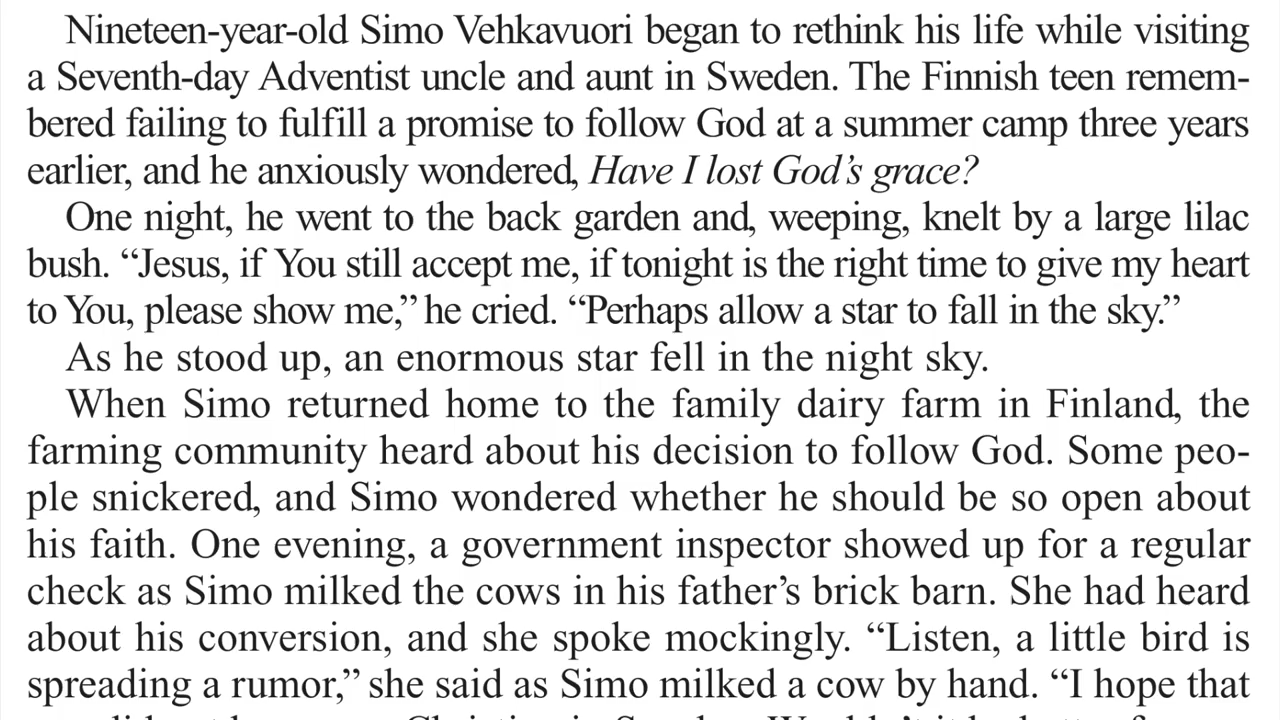 Nineteen-year-old Simo Vehkavuori began to rethink his life while visiting
a Seventh-day Adventist uncle and aunt in Sweden. The Finnish teen remem-
bered failing to fulfill a promise to follow God at a summer camp three years
earlier, and he anxiously wondered, Have I lost God’s grace?
One night, he went to the back garden and, weeping, knelt by a large lilac
bush. “Jesus, if You still accept me, if tonight is the right time to give my heart
to You, please show me,” he cried. “Perhaps allow a star to fall in the sky.”
As he stood up, an enormous star fell in the night sky.
When Simo returned home to the family dairy farm in Finland, the
farming community heard about his decision to follow God. Some peo-
ple snickered, and Simo wondered whether he should be so open about
his faith. One evening, a government inspector showed up for a regular
check as Simo milked the cows in his father’s brick barn. She had heard
about his conversion, and she spoke mockingly. “Listen, a little bird is
spreading a rumor,” she said as Simo milked a cow by hand. “I hope that